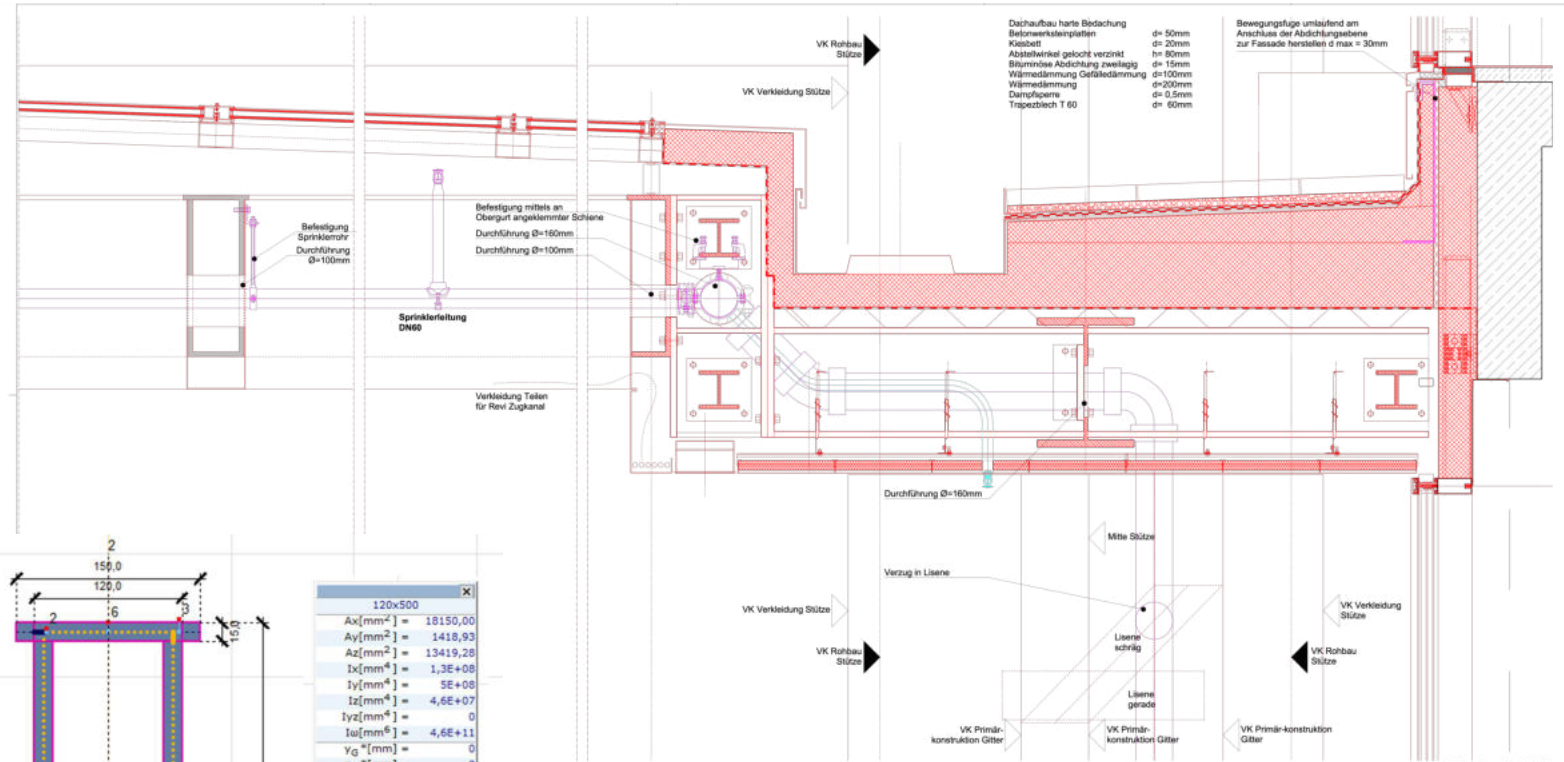 Dachaufbau harte Bedachung
Betonwerksteinplatten d= 50mm
Kiesbett d= 20mm
Abstellwinkel gelocht verzinkt h= 80mm
Bituminöse Abdichtung zweilagig d= 15mm
Wärmedämmung Gefälledämmung d=100mm
Wärmedämmung d=200mm
Dampfsperre d= 0,5mm
Trapezblech T 60 d= 60mm
Bewegungsfuge umlaufend am
Anschluss der Abdichtungsebene
zur Fassade herstellen d max = 30mm
VK Rohbau
Stütze
VK Verkleidung Stütze
Befestigung mittels an
Obergurt angeklemmter Schiene
Durchführung Ø=160mm
Durchführung Ø=100mm
Befestigung
Sprinklerrohr
Durchführung
Ø=100mm
Sprinklerleitung
DN60
Verkleidung Teilen
für Revi Zugkanal
Durchführung Ø=160mm
Mitte Stütze
Verzug in Lisene
VK Verkleidung Stütze
VK Verkleidung
Stütze
Lisene
schräg
VK Rohbau
Stütze
VK Rohbau
Stütze
Lisene
gerade
VK Primär-
konstruktion Gitter
VK Primär-
konstruktion Gitter
VK Primär-konstruktion
Gitter
2
150,0
120,0
2
6
3
15,0
120x500
Ax[mm²] = 18150,00
Ay[mm²] = 1418,93
Az[mm²] = 13419,28
Ix[mm⁴] = 1,3E+08
Iy[mm⁴] = 5E+08
Iz[mm⁴] = 4,6E+07
Iyz[mm⁴] = 0
Iω[mm⁶] = 4,6E+11
yG*[mm] = 0